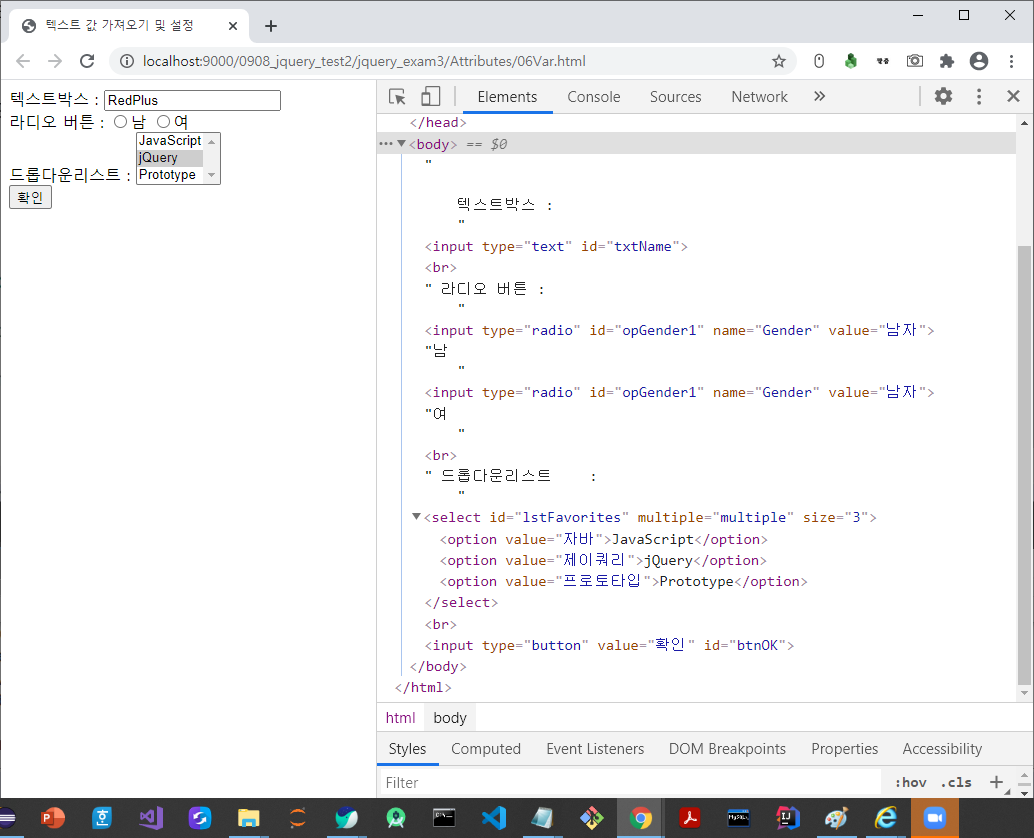 텍스트 값 가져오기 및 설정
localhost:9000/0908_jquery_test2/jquery_exam3/Attributes/06Var.html
텍스트박스 : RedPlus
라디오 버튼 : 남 여
JavaScript
jQuery
드롭다운리스트 : Prototype
확인
Elements Console Sources Network »
</head>
••• ▼<body> == $0
"
텍스트박스 :
"
<input type="text" id="txtName">
<br>
" 라디오 버튼 :
"
<input type="radio" id="opGender1" name="Gender" value="남자">
"남
"
<input type="radio" id="opGender1" name="Gender" value="남자">
"여
"
<br>
" 드롭다운리스트 :
"
▼<select id="lstFavorites" multiple="multiple" size="3">
<option value="자바">JavaScript</option>
<option value="제이쿼리">jQuery</option>
<option value="프로토타입">Prototype</option>
</select>
<br>
<input type="button" value="확인" id="btnOK">
</body>
</html>
html body
Styles Computed Event Listeners DOM Breakpoints Properties Accessibility
Filter :hov .cls +